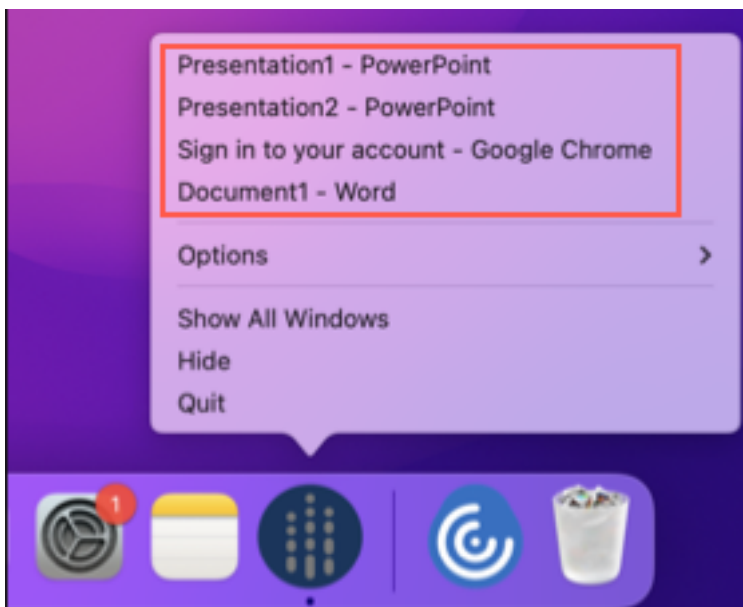 Presentation1 - PowerPoint
Presentation2 - PowerPoint
Sign in to your account - Google Chrome
Document1 - Word
Options
Show All Windows
Hide
Quit
1